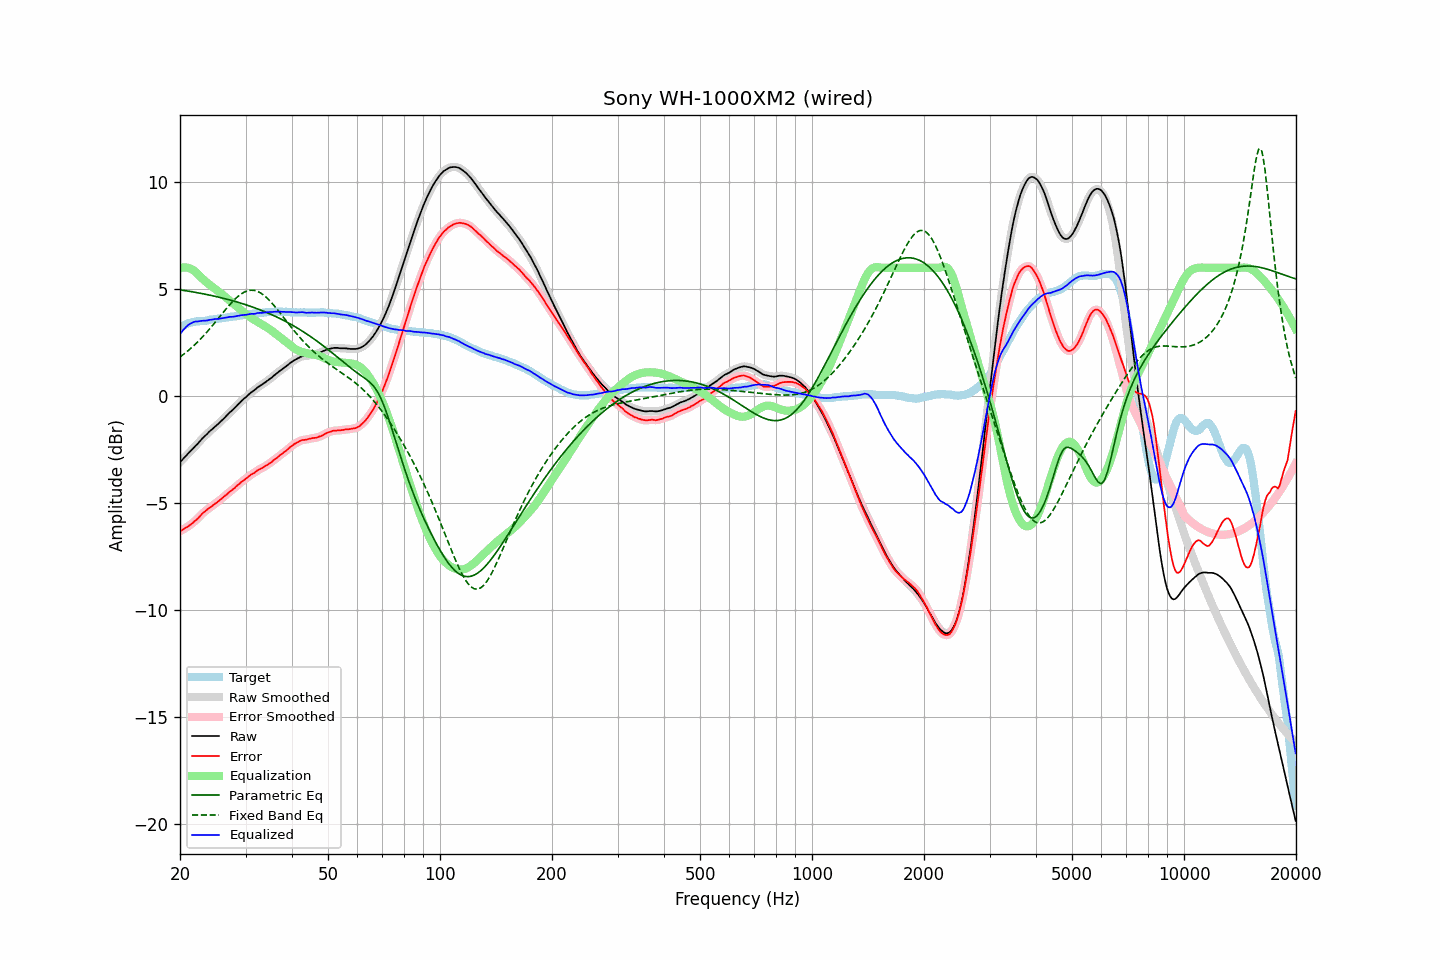 Sony WH-1000XM2 (wired)
Amplitude (dBr)
10
5
0
−5
−10
−15
−20
Target
Raw Smoothed
Error Smoothed
Raw
Error
Equalization
Parametric Eq
Fixed Band Eq
Equalized
20 50 100 200 500 1000 2000 5000 10000 20000
Frequency (Hz)